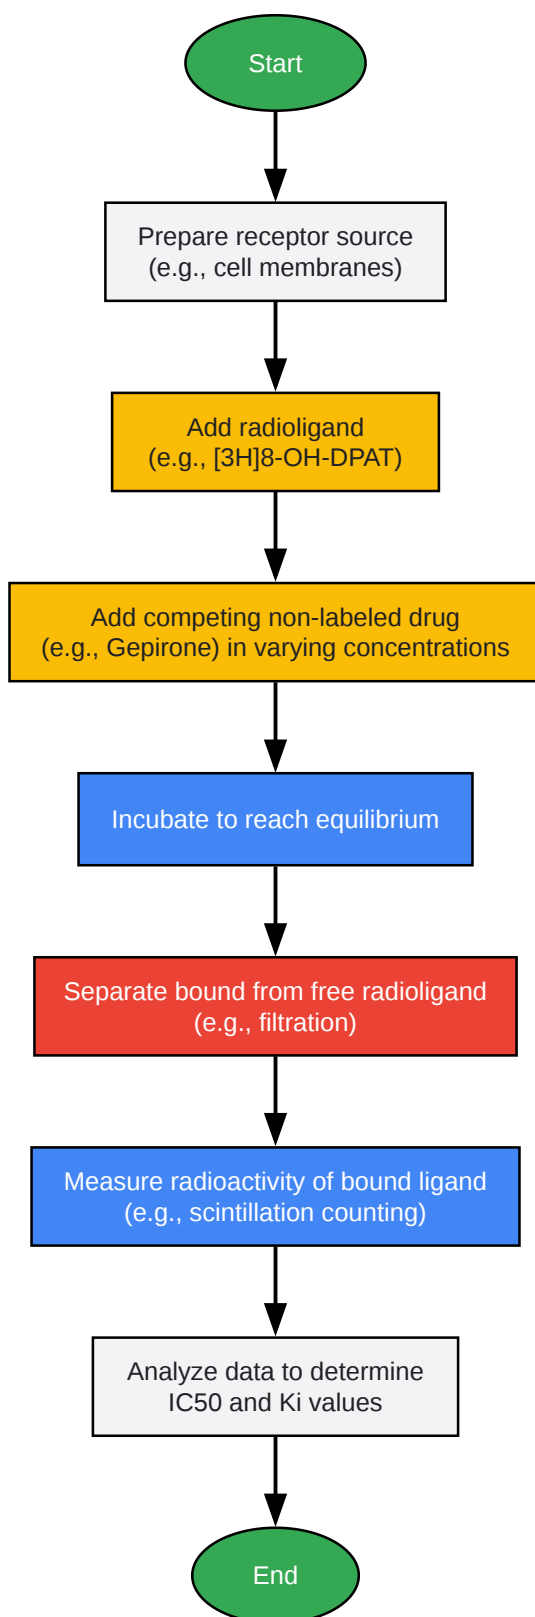 Start
Prepare receptor source
(e.g., cell membranes)
Add radioligand
(e.g., [3H]8-OH-DPAT)
Add competing non-labeled drug
(e.g., Gepirone) in varying concentrations
Incubate to reach equilibrium
Separate bound from free radioligand
(e.g., filtration)
Measure radioactivity of bound ligand
(e.g., scintillation counting)
Analyze data to determine
IC50 and Ki values
End